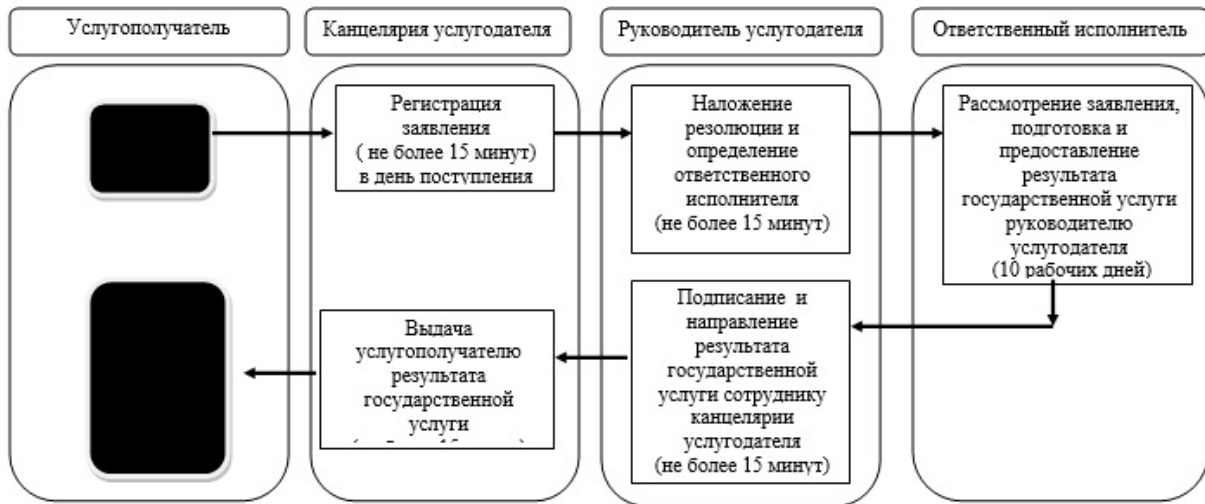 Услугополучатель
Канцелярия услугодателя
Руководитель услугодателя
Ответственный исполнитель
Регистрация
заявления
( не более 15 минут)
в день поступления
Наложение
резолюции и
определение
ответственного
исполнителя
(не более 15 минут)
Рассмотрение заявления,
подготовка и
предоставление
результата
государственной услуги
руководителю
услугодателя
(10 рабочих дней)
Подписание и
направление
результата
государственной
услуги сотруднику
канцелярии
услугодателя
(не более 15 минут)
Выдача
услугополучателю
результата
государственной
услуги